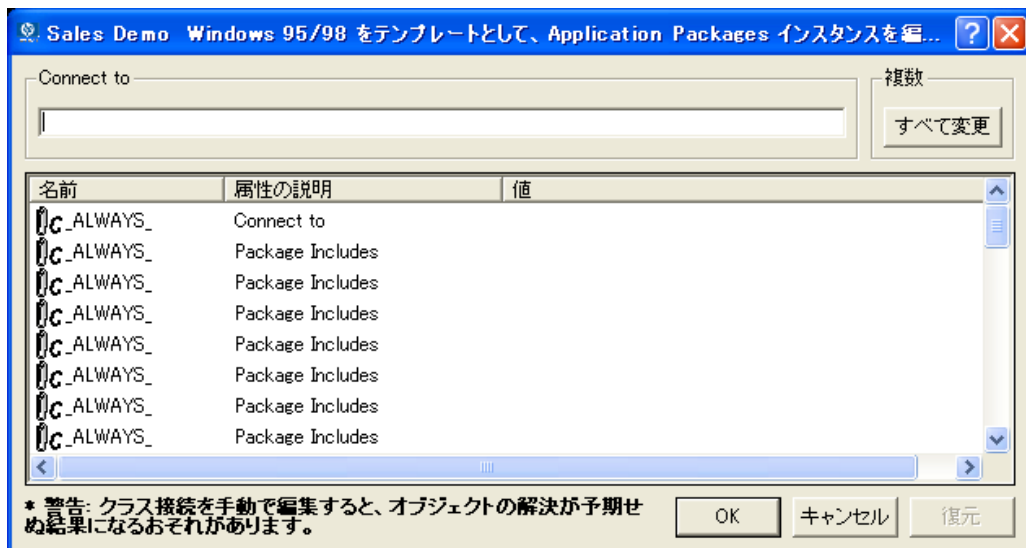 Sales Demo Windows 95/98 をテンプレートとして、Application Packages インスタンスを編...
Connect to
複数
すべて変更
名前 属性の説明 値
_ALWAYS_ Connect to
_ALWAYS_ Package Includes
_ALWAYS_ Package Includes
_ALWAYS_ Package Includes
_ALWAYS_ Package Includes
_ALWAYS_ Package Includes
_ALWAYS_ Package Includes
_ALWAYS_ Package Includes
* 警告: クラス接続を手動で編集すると、オブジェクトの解決が予期せ
ぬ結果になるおそれがあります。
OK キャンセル 復元